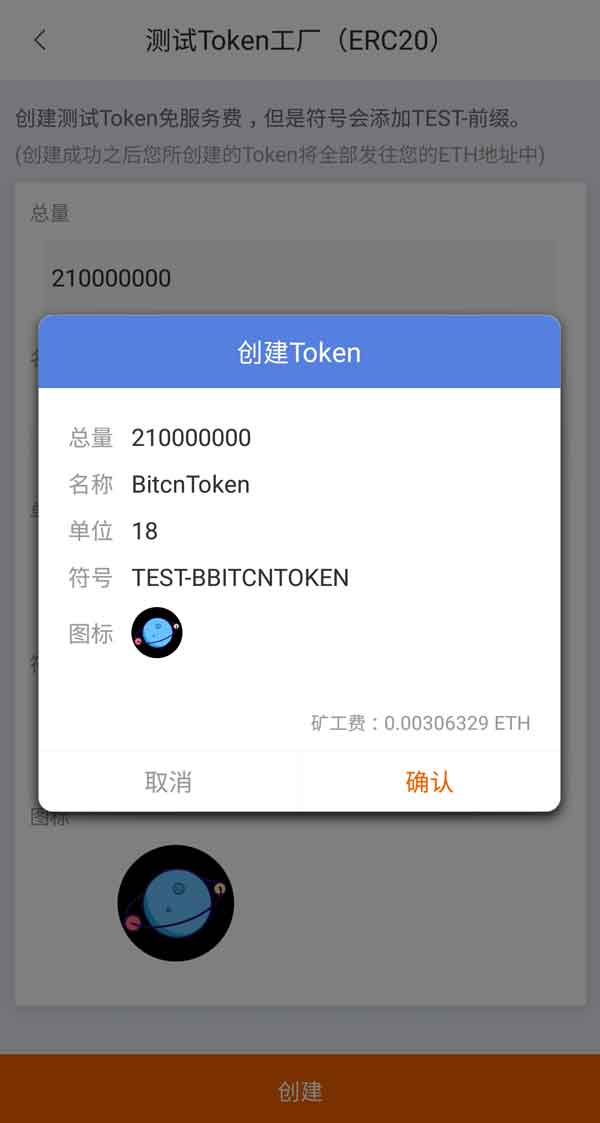 测试Token工厂（ERC20）
创建测试Token免服务费，但是符号会添加TEST-前缀。
(创建成功之后您所创建的Token将全部发往您的ETH地址中)
总量
210000000
创建Token
总量 210000000
名称 BitcnToken
单位 18
符号 TEST-BBITCNTOKEN
图标
矿工费：0.00306329 ETH
取消 确认
图标
创建